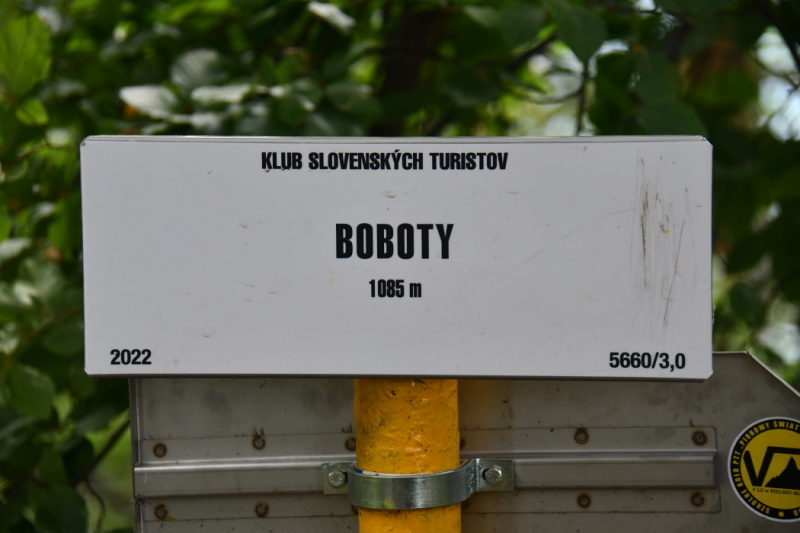 KLUB SLOVENSKÝCH TURISTOV
BOBOTY
1085 m
2022
5660/3,0